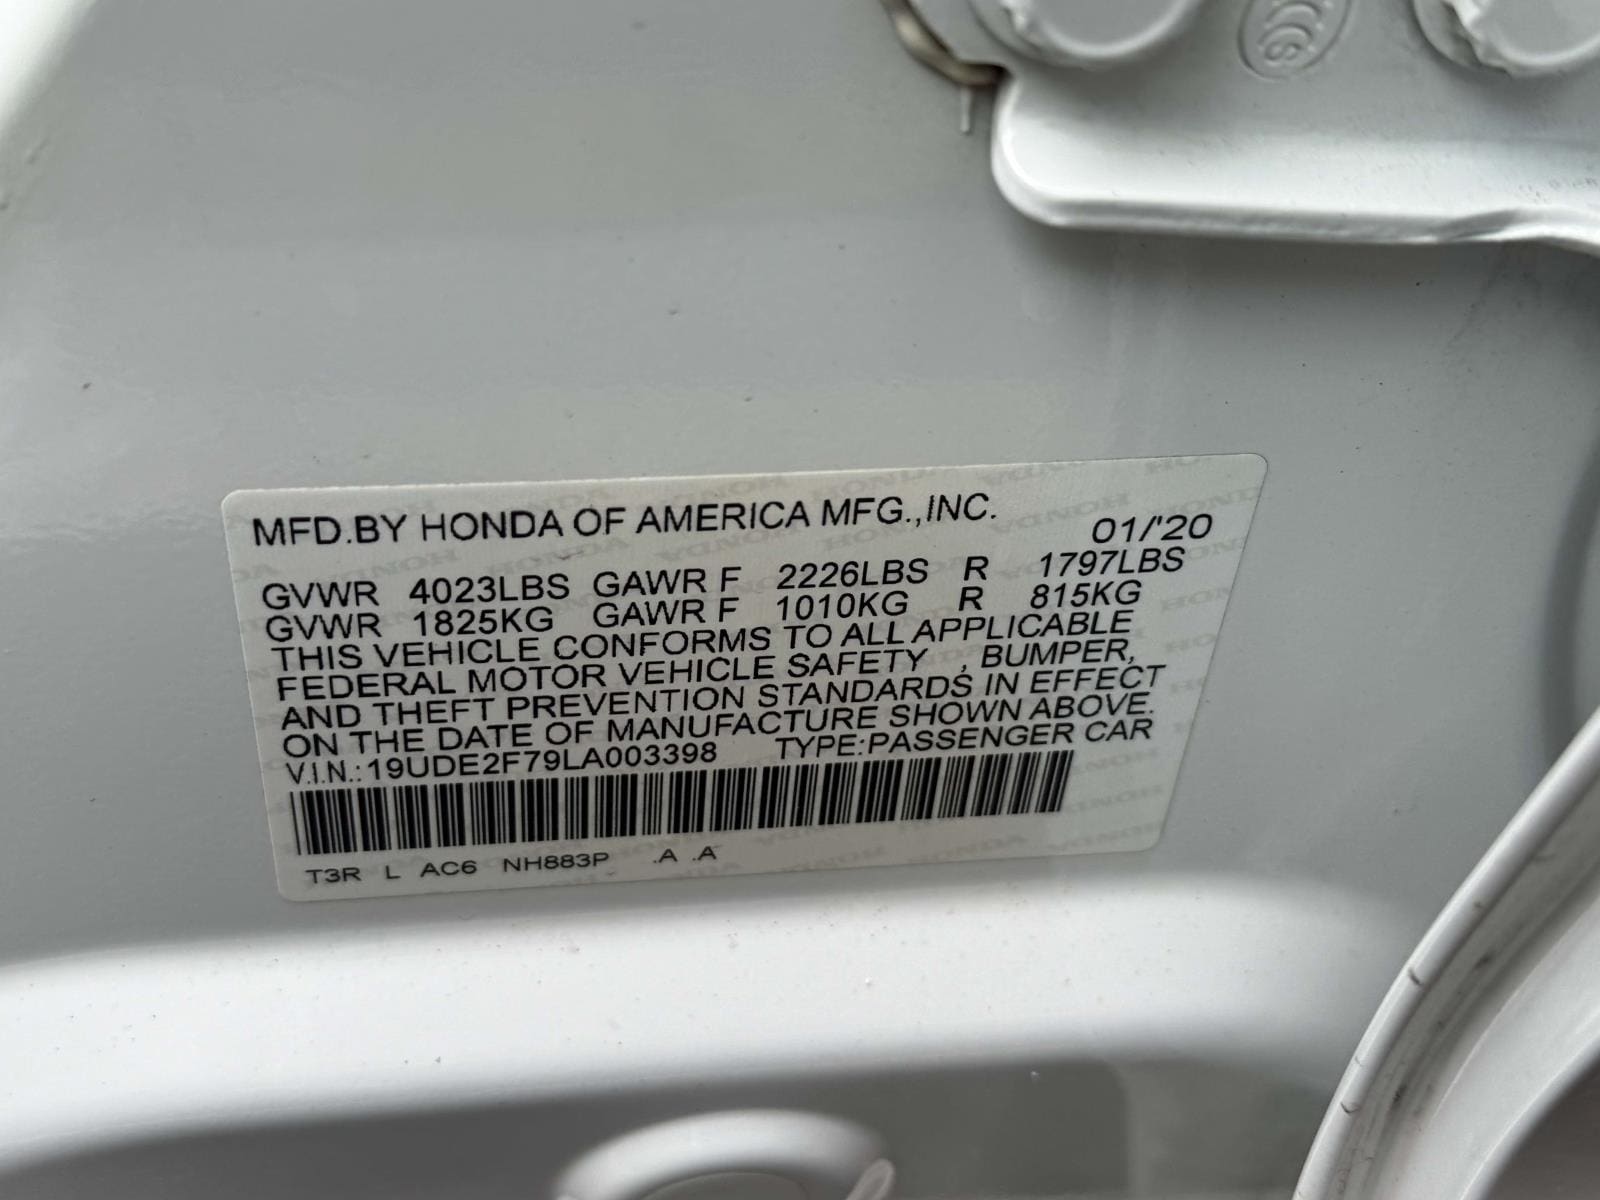 MFD.BY HONDA OF AMERICA MFG.,INC. 01/'20
GVWR 4023LBS GAWR F 2226LBS R 1797LBS
GVWR 1825KG GAWR F 1010KG R 815KG
THIS VEHICLE CONFORMS TO ALL APPLICABLE
FEDERAL MOTOR VEHICLE SAFETY , BUMPER,
AND THEFT PREVENTION STANDARDS IN EFFECT
ON THE DATE OF MANUFACTURE SHOWN ABOVE.
V.I.N.:19UDE2F79LA003398 TYPE:PASSENGER CAR
T3R L AC6 NH883P .A .A